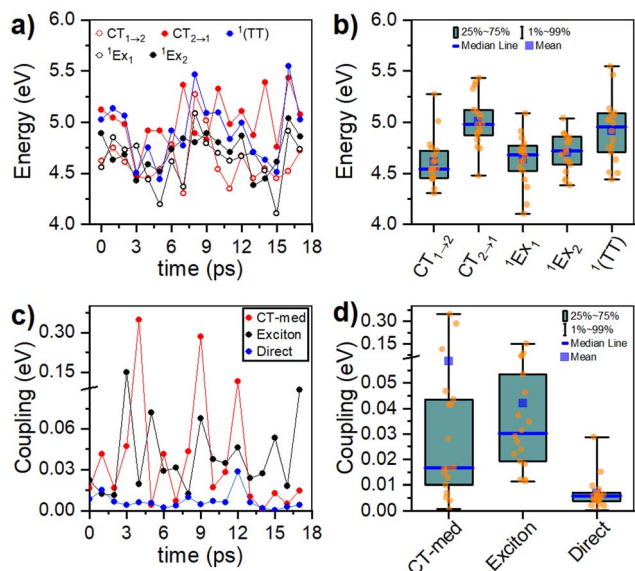 a)
CT₁→₂ CT₂→₁ ¹(TT)
¹Ex₁ ¹Ex₂
Energy (eV)
6.0
5.5
5.0
4.5
4.0
0 3 6 9 12 15 18
time (ps)
b)
25%~75% 1%~99%
Median Line Mean
Energy (eV)
6.0
5.5
5.0
4.5
4.0
CT₁→₂ CT₂→₁ ¹Ex₁ ¹Ex₂ ¹(TT)
c)
CT-med
Exciton
Direct
Coupling (eV)
0.30
0.15
0.06
0.03
0.00
0 3 6 9 12 15 18
time (ps)
d)
25%~75%
1%~99%
Median Line
Mean
Coupling (eV)
0.30
0.15
0.05
0.04
0.03
0.02
0.01
0.00
CT-med Exciton Direct